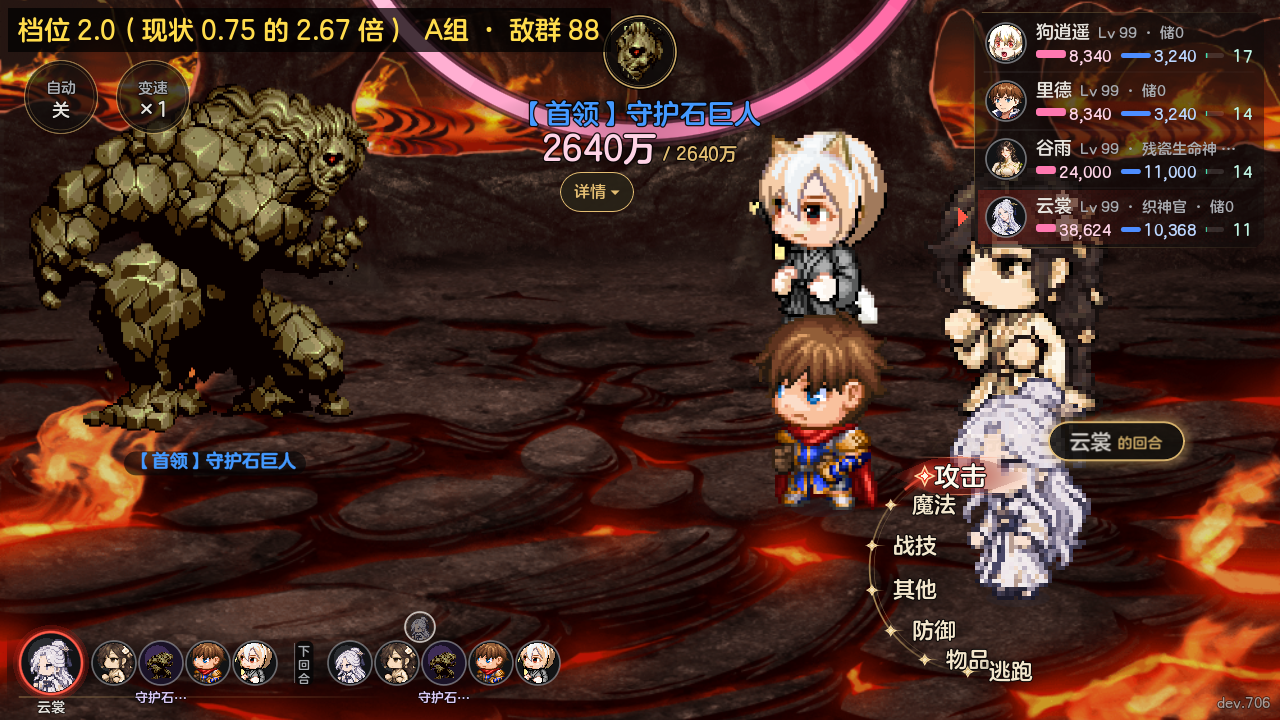 档位 2.0 ( 现状 0.75 的 2.67 倍 )　A组 · 敌群 88
自动
关
变速
×1
【首领】守护石巨人
2640万 / 2640万
详情
狗逍遥 Lv 99 · 储0
8,340 3,240 17
里德 Lv 99 · 储0
8,340 3,240 14
谷雨 Lv 99 · 残瓷生命神 ···
24,000 11,000 14
云裳 Lv 99 · 织神官 · 储0
38,624 10,368 11
【首领】守护石巨人
云裳 的回合
攻击
魔法
战技
其他
防御
物品
逃跑
下回合
云裳
守护石···
守护石···
dev.706